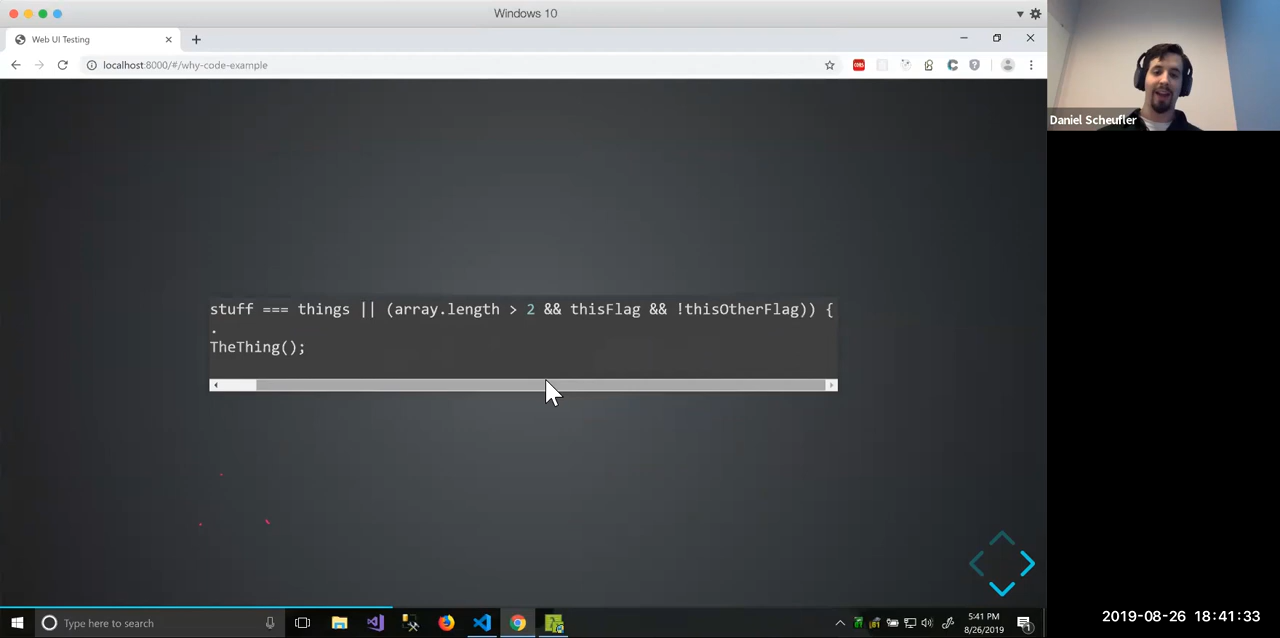 Windows 10
Web UI Testing
localhost:8000/#/why-code-example
Daniel Scheufler
stuff === things || (array.length > 2 && thisFlag && !thisOtherFlag)) {
.
TheThing();
Type here to search
5:41 PM
8/26/2019
2019-08-26 18:41:33